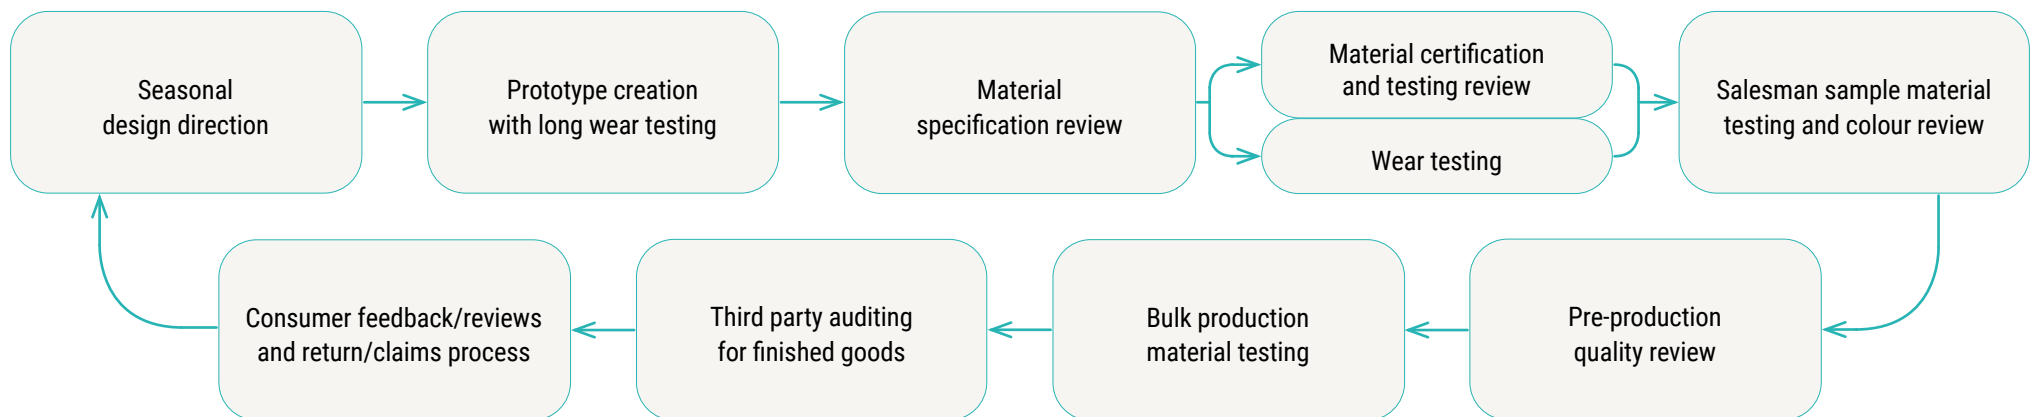 Seasonal
design direction
Prototype creation
with long wear testing
Material
specification review
Material certification
and testing review
Wear testing
Salesman sample material
testing and colour review
Pre-production
quality review
Bulk production
material testing
Third party auditing
for finished goods
Consumer feedback/reviews
and return/claims process